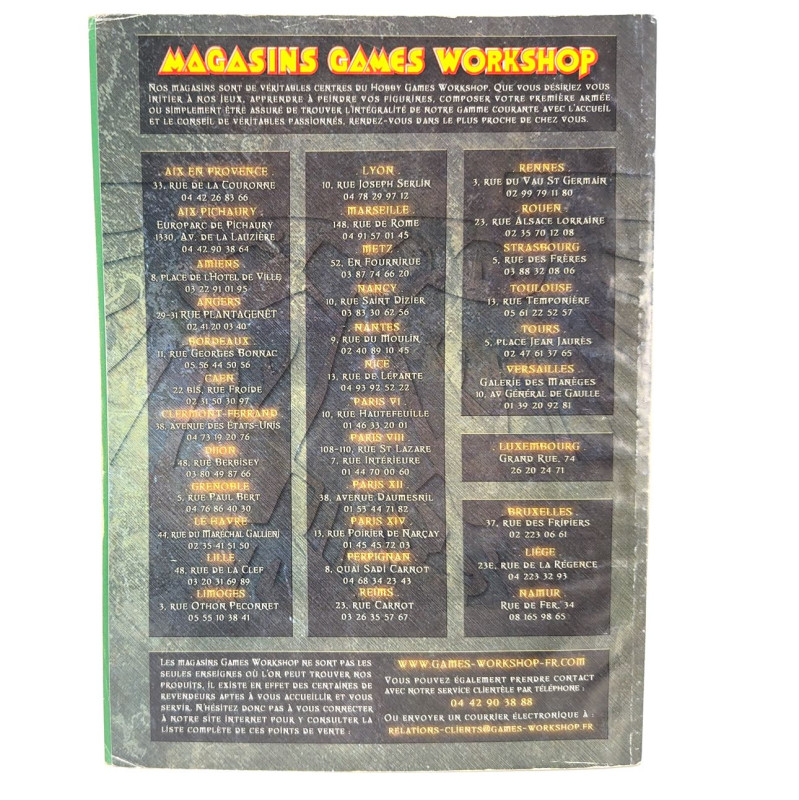 MAGASINS GAMES WORKSHOP
NOS MAGASINS SONT DE VÉRITABLES CENTRES DU HOBBY GAMES WORKSHOP. QUE VOUS DÉSIRIEZ VOUS
INITIER À NOS JEUX, APPRENDRE À PEINDRE VOS FIGURINES, COMPOSER VOTRE PREMIÈRE ARMÉE
OU SIMPLEMENT ÊTRE ASSURÉ DE TROUVER L'INTÉGRALITÉ DE NOTRE GAMME COURANTE AVEC L'ACCUEIL
ET LE CONSEIL DE VÉRITABLES PASSIONNÉS, RENDEZ-VOUS DANS LE PLUS PROCHE DE CHEZ VOUS.
AIX EN PROVENCE
33, RUE DE LA COURONNE
04 42 26 83 66
AIX PICHAURY
EUROPARC DE PICHAURY
1330, AV. DE LA LAUZIÈRE
04 42 90 38 64
AMIENS
8, PLACE DE L'HOTEL DE VILLE
03 22 91 01 95
ANGERS
29-31 RUE PLANTAGENÊT
02 41 20 03 40
BORDEAUX
11, RUE GEORGES BONNAC
05 56 44 50 56
CAEN
22 BIS, RUE FROIDE
02 31 50 30 97
CLERMONT-FERRAND
38, AVENUE DES ÉTATS-UNIS
04 73 19 20 76
DIJON
48, RUE BERBISEY
03 80 49 87 66
GRENOBLE
5, RUE PAUL BERT
04 76 86 40 30
LE HAVRE
44, RUE DU MARÉCHAL GALLIENI
02 35 41 51 50
LILLE
48, RUE DE LA CLEF
03 20 31 69 89
LIMOGES
3, RUE OTHON PECONNET
05 55 10 38 41
LYON
10, RUE JOSEPH SERLIN
04 78 29 97 12
MARSEILLE
148, RUE DE ROME
04 91 57 01 45
METZ
52, EN FOURNIRUE
03 87 74 66 20
NANCY
10, RUE SAINT DIZIER
03 83 30 62 56
NANTES
9, RUE DU MOULIN
02 40 89 10 45
NICE
13, RUE DE LÉPANTE
04 93 92 52 22
PARIS VI
10, RUE HAUTEFEUILLE
01 46 33 20 01
PARIS VIII
108-110, RUE ST LAZARE
7, RUE INTÉRIEURE
01 44 70 00 60
PARIS XII
38, AVENUE DAUMESNIL
01 53 44 71 82
PARIS XIV
13, RUE POIRIER DE NARÇAY
01 45 45 72 03
PERPIGNAN
8, QUAI SADI CARNOT
04 68 34 23 43
REIMS
23, RUE CARNOT
03 26 35 57 67
RENNES
3, RUE DU VAU ST GERMAIN
02 99 79 11 80
ROUEN
23, RUE ALSACE LORRAINE
02 35 70 12 08
STRASBOURG
5, RUE DES FRÈRES
03 88 32 08 06
TOULOUSE
13, RUE TEMPONIÈRE
05 61 22 52 57
TOURS
5, PLACE JEAN JAURÈS
02 47 61 37 65
VERSAILLES
GALERIE DES MANÈGES
10, AV GÉNÉRAL DE GAULLE
01 39 20 92 81
LUXEMBOURG
GRAND RUE, 74
26 20 24 71
BRUXELLES
37, RUE DES FRIPIERS
02 223 06 61
LIÈGE
23E, RUE DE LA RÉGENCE
04 223 32 93
NAMUR
RUE DE FER, 34
08 165 98 65
LES MAGASINS GAMES WORKSHOP NE SONT PAS LES
SEULES ENSEIGNES OÙ L'ON PEUT TROUVER NOS
PRODUITS, IL EXISTE EN EFFET DES CENTAINES DE
REVENDEURS APTES À VOUS ACCUEILLIR ET VOUS
SERVIR. N'HÉSITEZ DONC PAS À VOUS CONNECTER
À NOTRE SITE INTERNET POUR Y CONSULTER LA
LISTE COMPLÈTE DE CES POINTS DE VENTE :
WWW.GAMES-WORKSHOP-FR.COM
VOUS POUVEZ ÉGALEMENT PRENDRE CONTACT
AVEC NOTRE SERVICE CLIENTÈLE PAR TÉLÉPHONE :
04 42 90 38 88
OU ENVOYER UN COURRIER ÉLECTRONIQUE À :
RELATIONS-CLIENTS@GAMES-WORKSHOP.FR